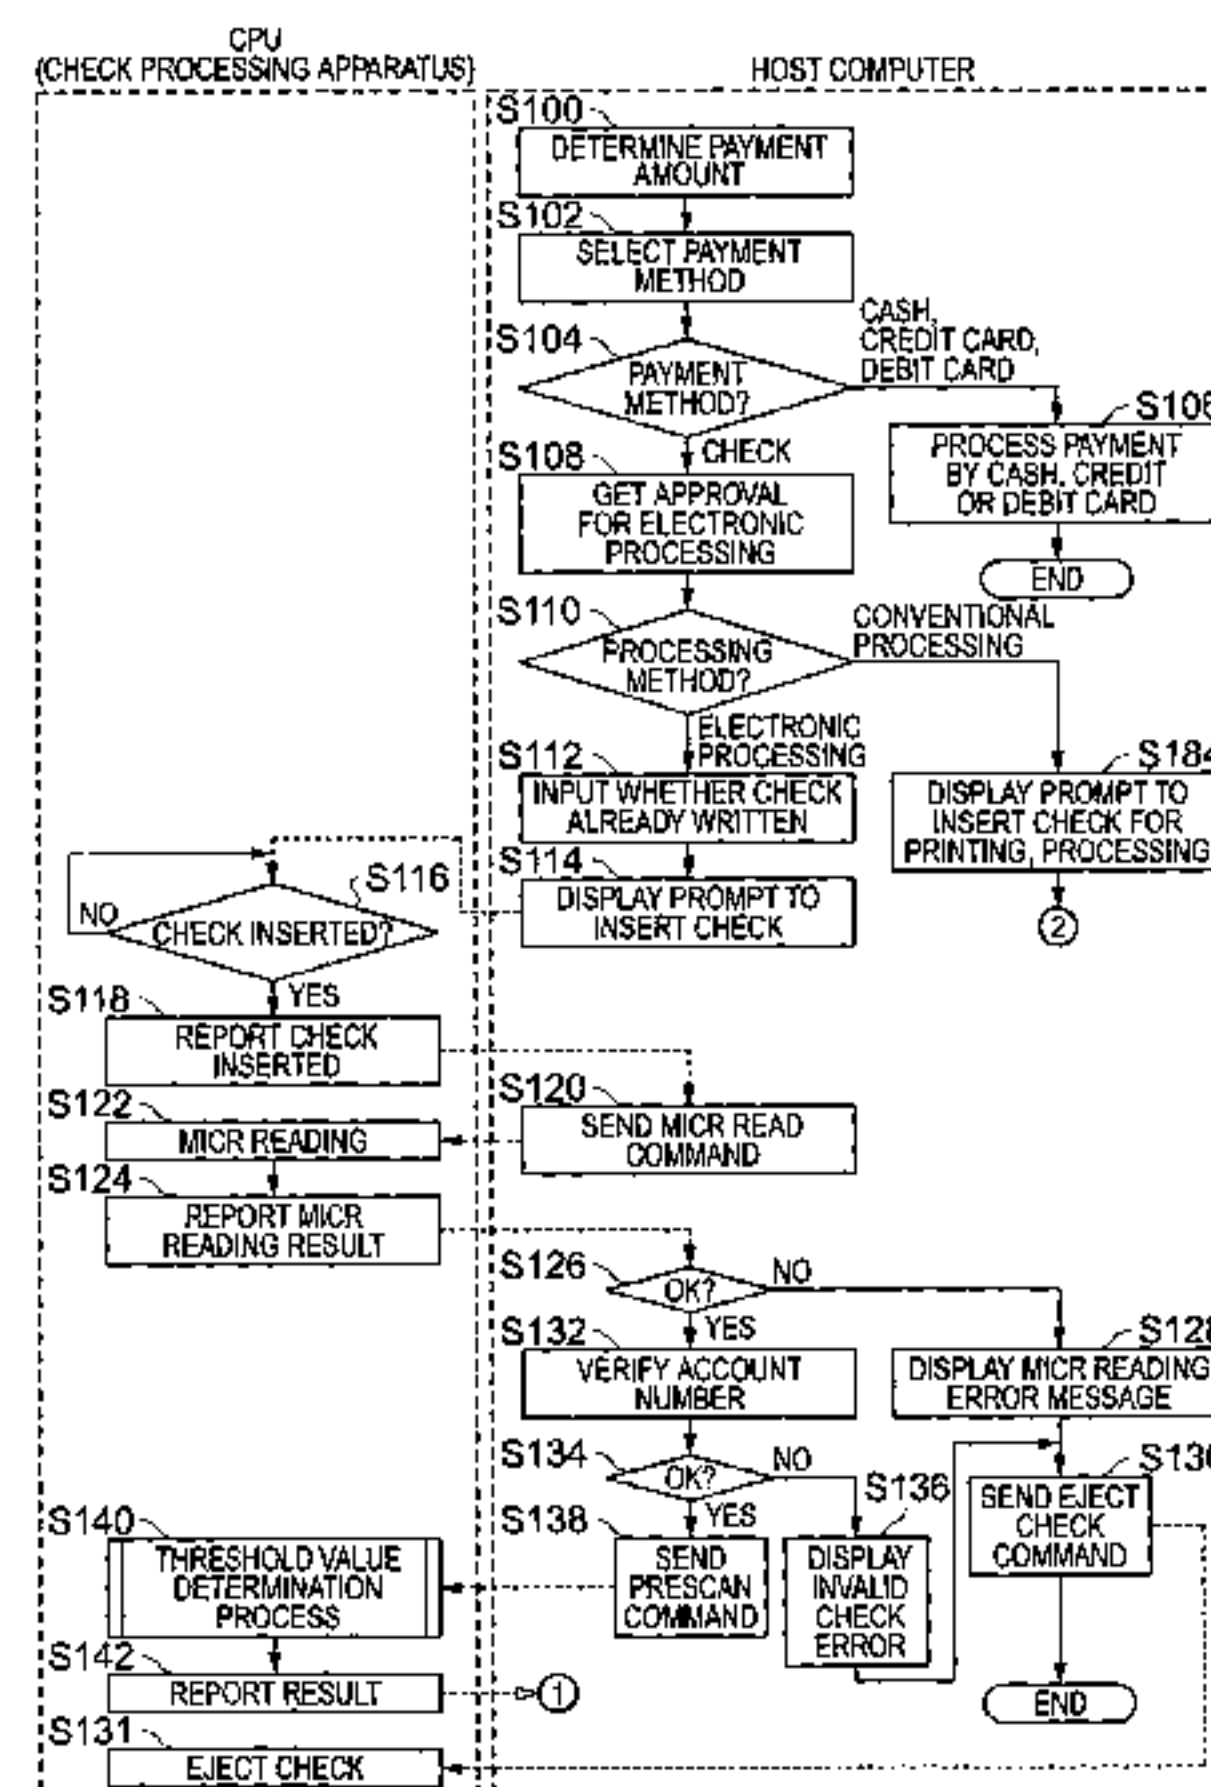 CPU
(CHECK PROCESSING APPARATUS)
HOST COMPUTER
S100
DETERMINE PAYMENT
AMOUNT
S102
SELECT PAYMENT
METHOD
S104
PAYMENT
METHOD?
CASH,
CREDIT CARD,
DEBIT CARD
S106
PROCESS PAYMENT
BY CASH, CREDIT
OR DEBIT CARD
END
CHECK
S108
GET APPROVAL
FOR ELECTRONIC
PROCESSING
S110
PROCESSING
METHOD?
CONVENTIONAL
PROCESSING
ELECTRONIC
PROCESSING
S112
INPUT WHETHER CHECK
ALREADY WRITTEN
S184
DISPLAY PROMPT TO
INSERT CHECK FOR
PRINTING, PROCESSING
2
S114
DISPLAY PROMPT TO
INSERT CHECK
S116
CHECK INSERTED?
NO
YES
S118
REPORT CHECK
INSERTED
S120
SEND MICR READ
COMMAND
S122
MICR READING
S124
REPORT MICR
READING RESULT
S126
OK?
NO
YES
S128
DISPLAY MICR READING
ERROR MESSAGE
S132
VERIFY ACCOUNT
NUMBER
S134
OK?
NO
YES
S136
DISPLAY
INVALID
CHECK
ERROR
S130
SEND EJECT
CHECK
COMMAND
END
S138
SEND
PRESCAN
COMMAND
S140
THRESHOLD VALUE
DETERMINATION
PROCESS
S142
REPORT RESULT
1
S131
EJECT CHECK